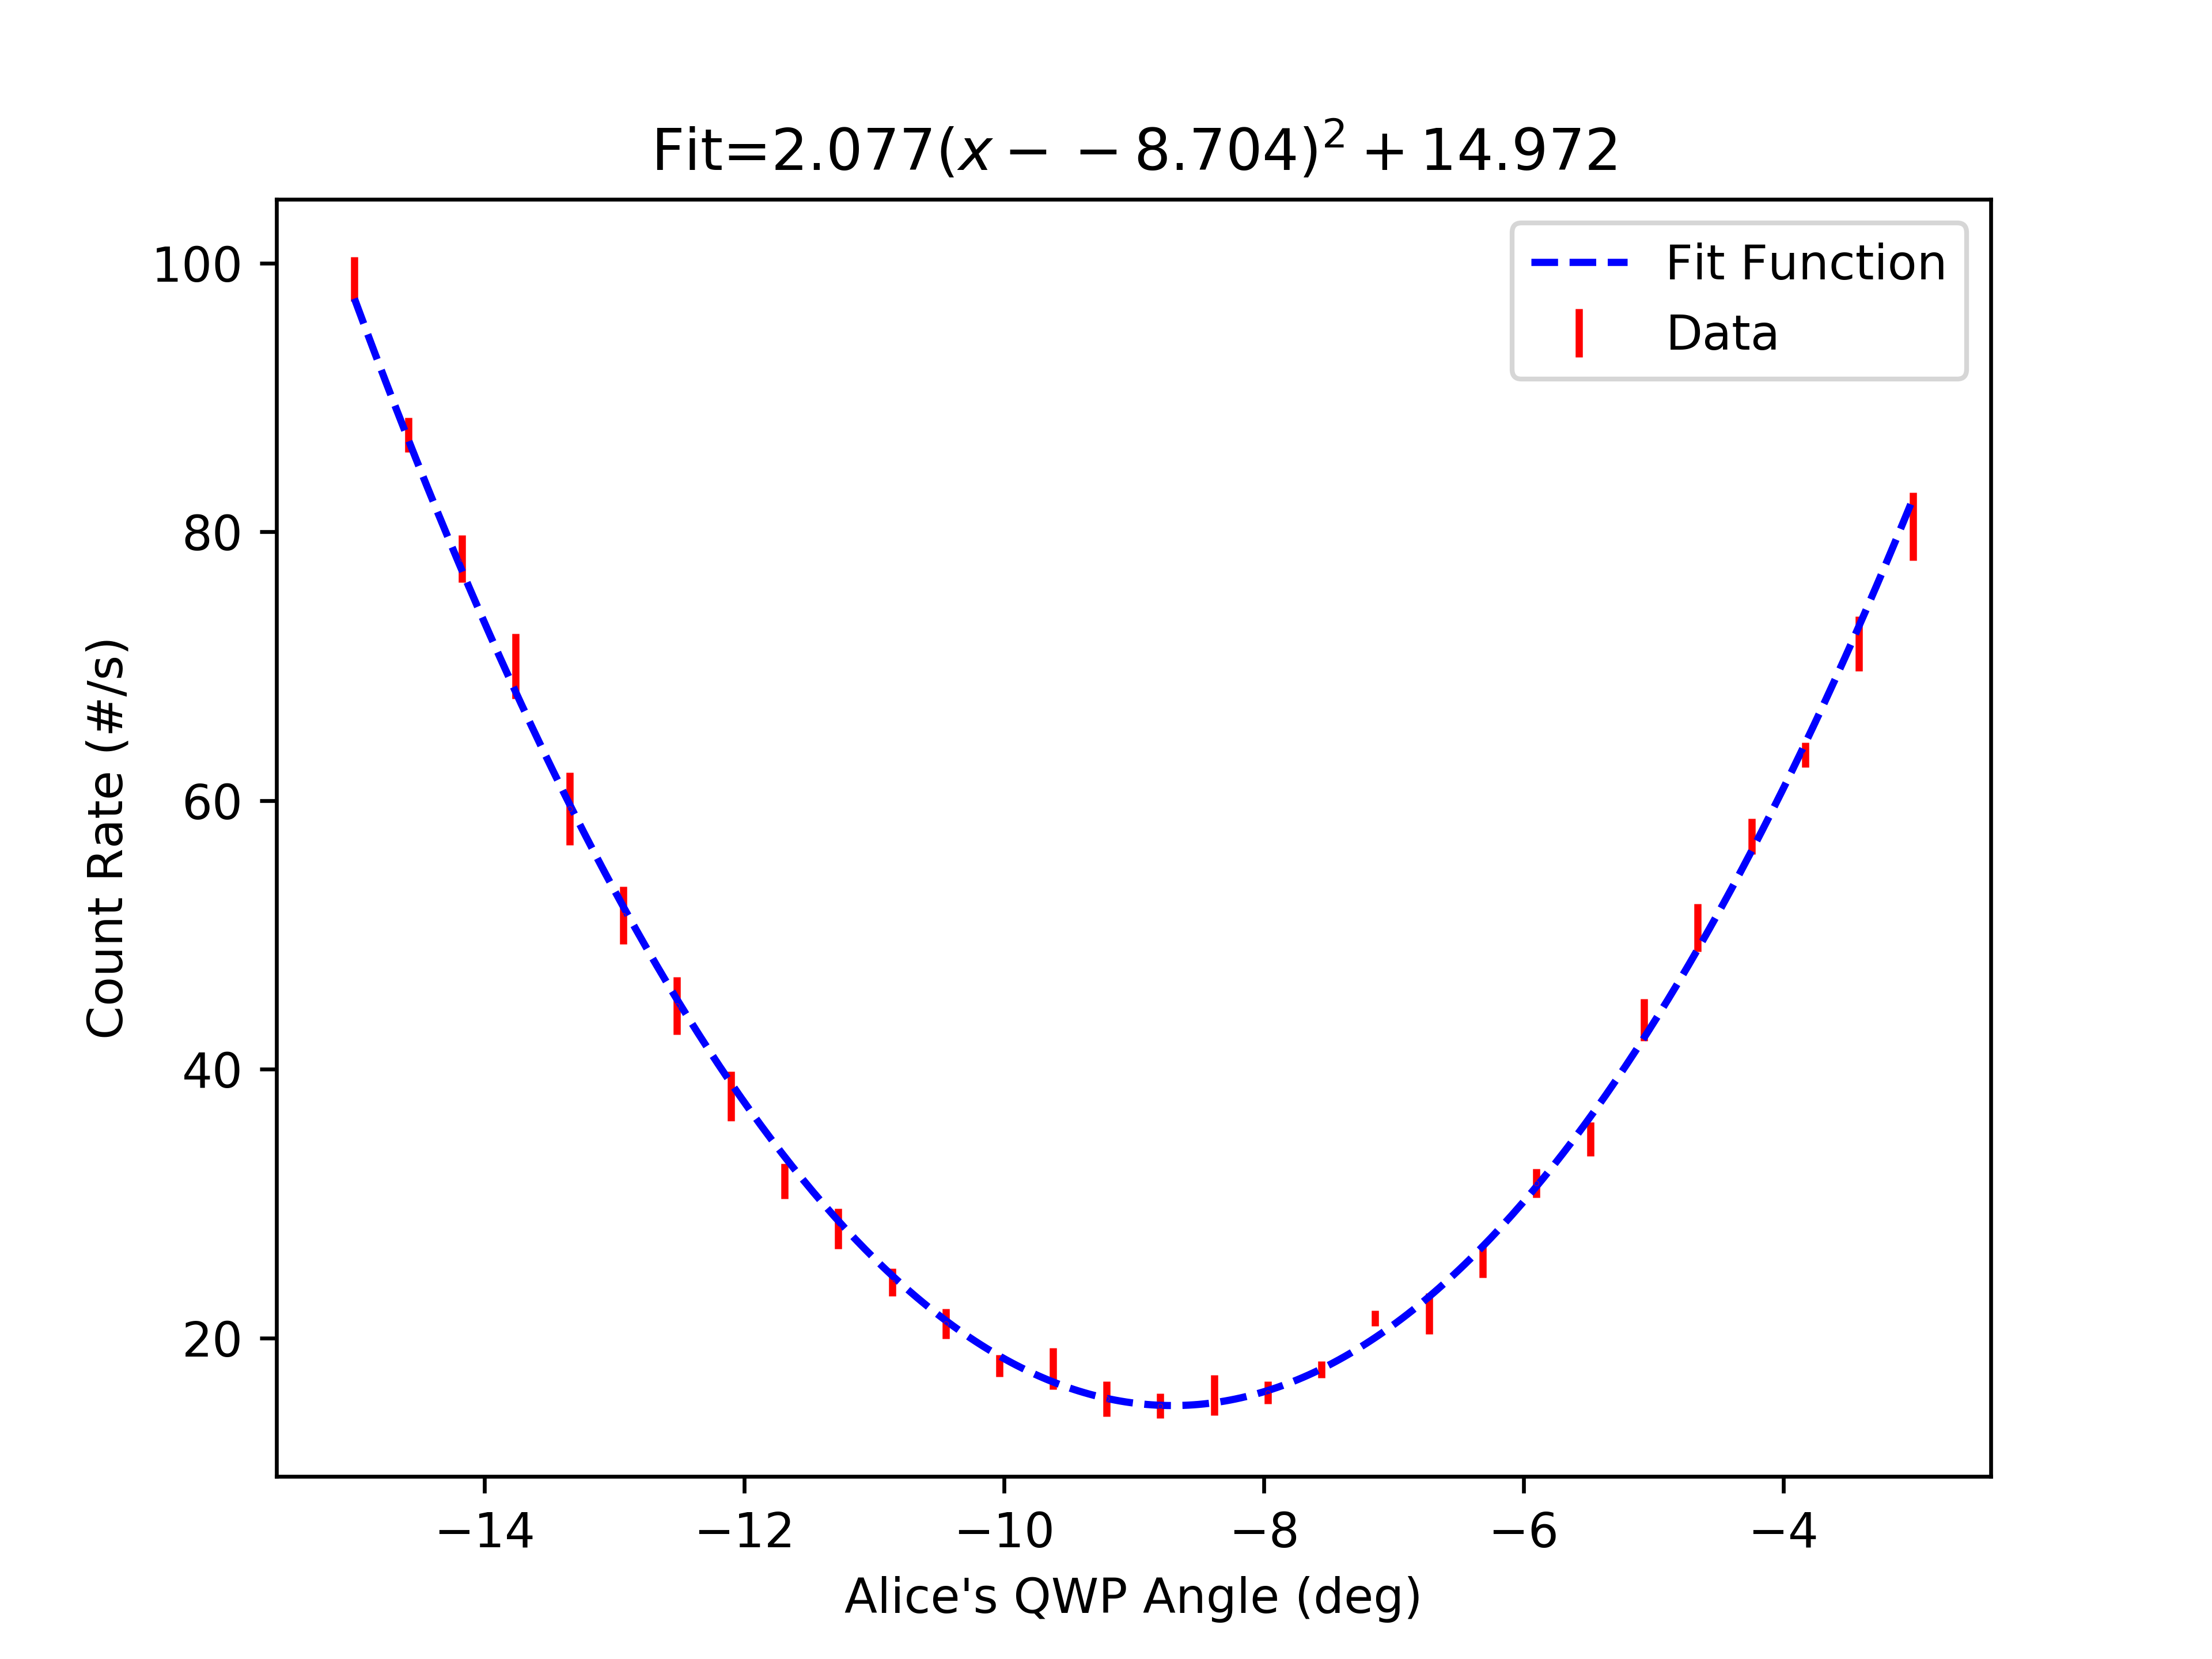 Fit=2.077(x − −8.704)² + 14.972
Fit Function
Data
100
80
60
40
20
Count Rate (#/s)
−14 −12 −10 −8 −6 −4
Alice's QWP Angle (deg)